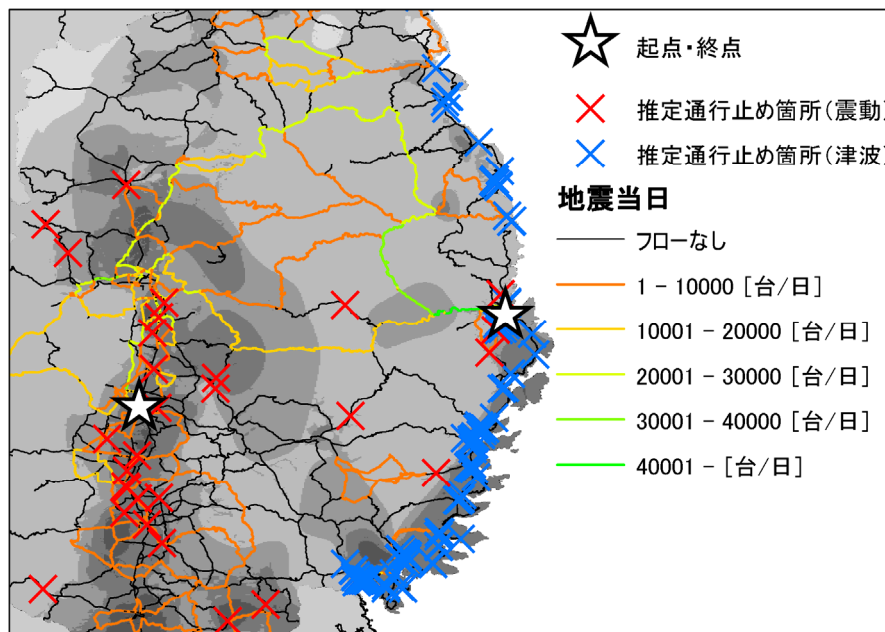 起点・終点
推定通行止め箇所(震動)
推定通行止め箇所(津波)
地震当日
フローなし
1 - 10000 [台/日]
10001 - 20000 [台/日]
20001 - 30000 [台/日]
30001 - 40000 [台/日]
40001 - [台/日]